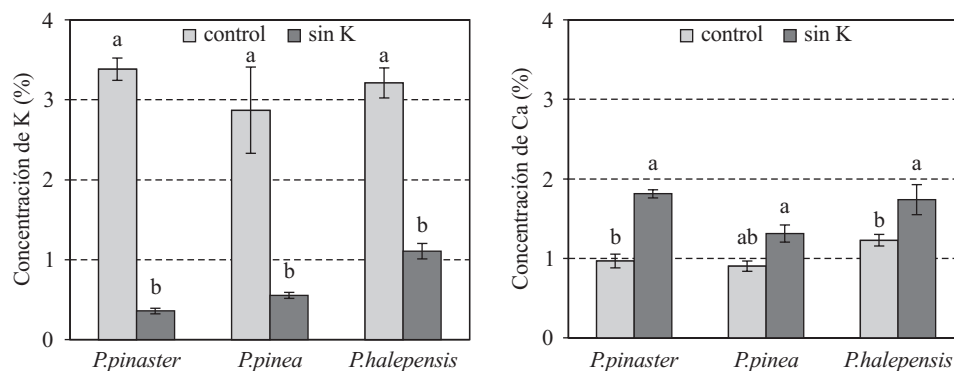 4
3
2
1
0
Concentración de K (%)
control sin K
a
a
a
b
b
b
P.pinaster P.pinea P.halepensis
4
3
2
1
0
Concentración de Ca (%)
control sin K
a
a
a
b
ab
b
P.pinaster P.pinea P.halepensis